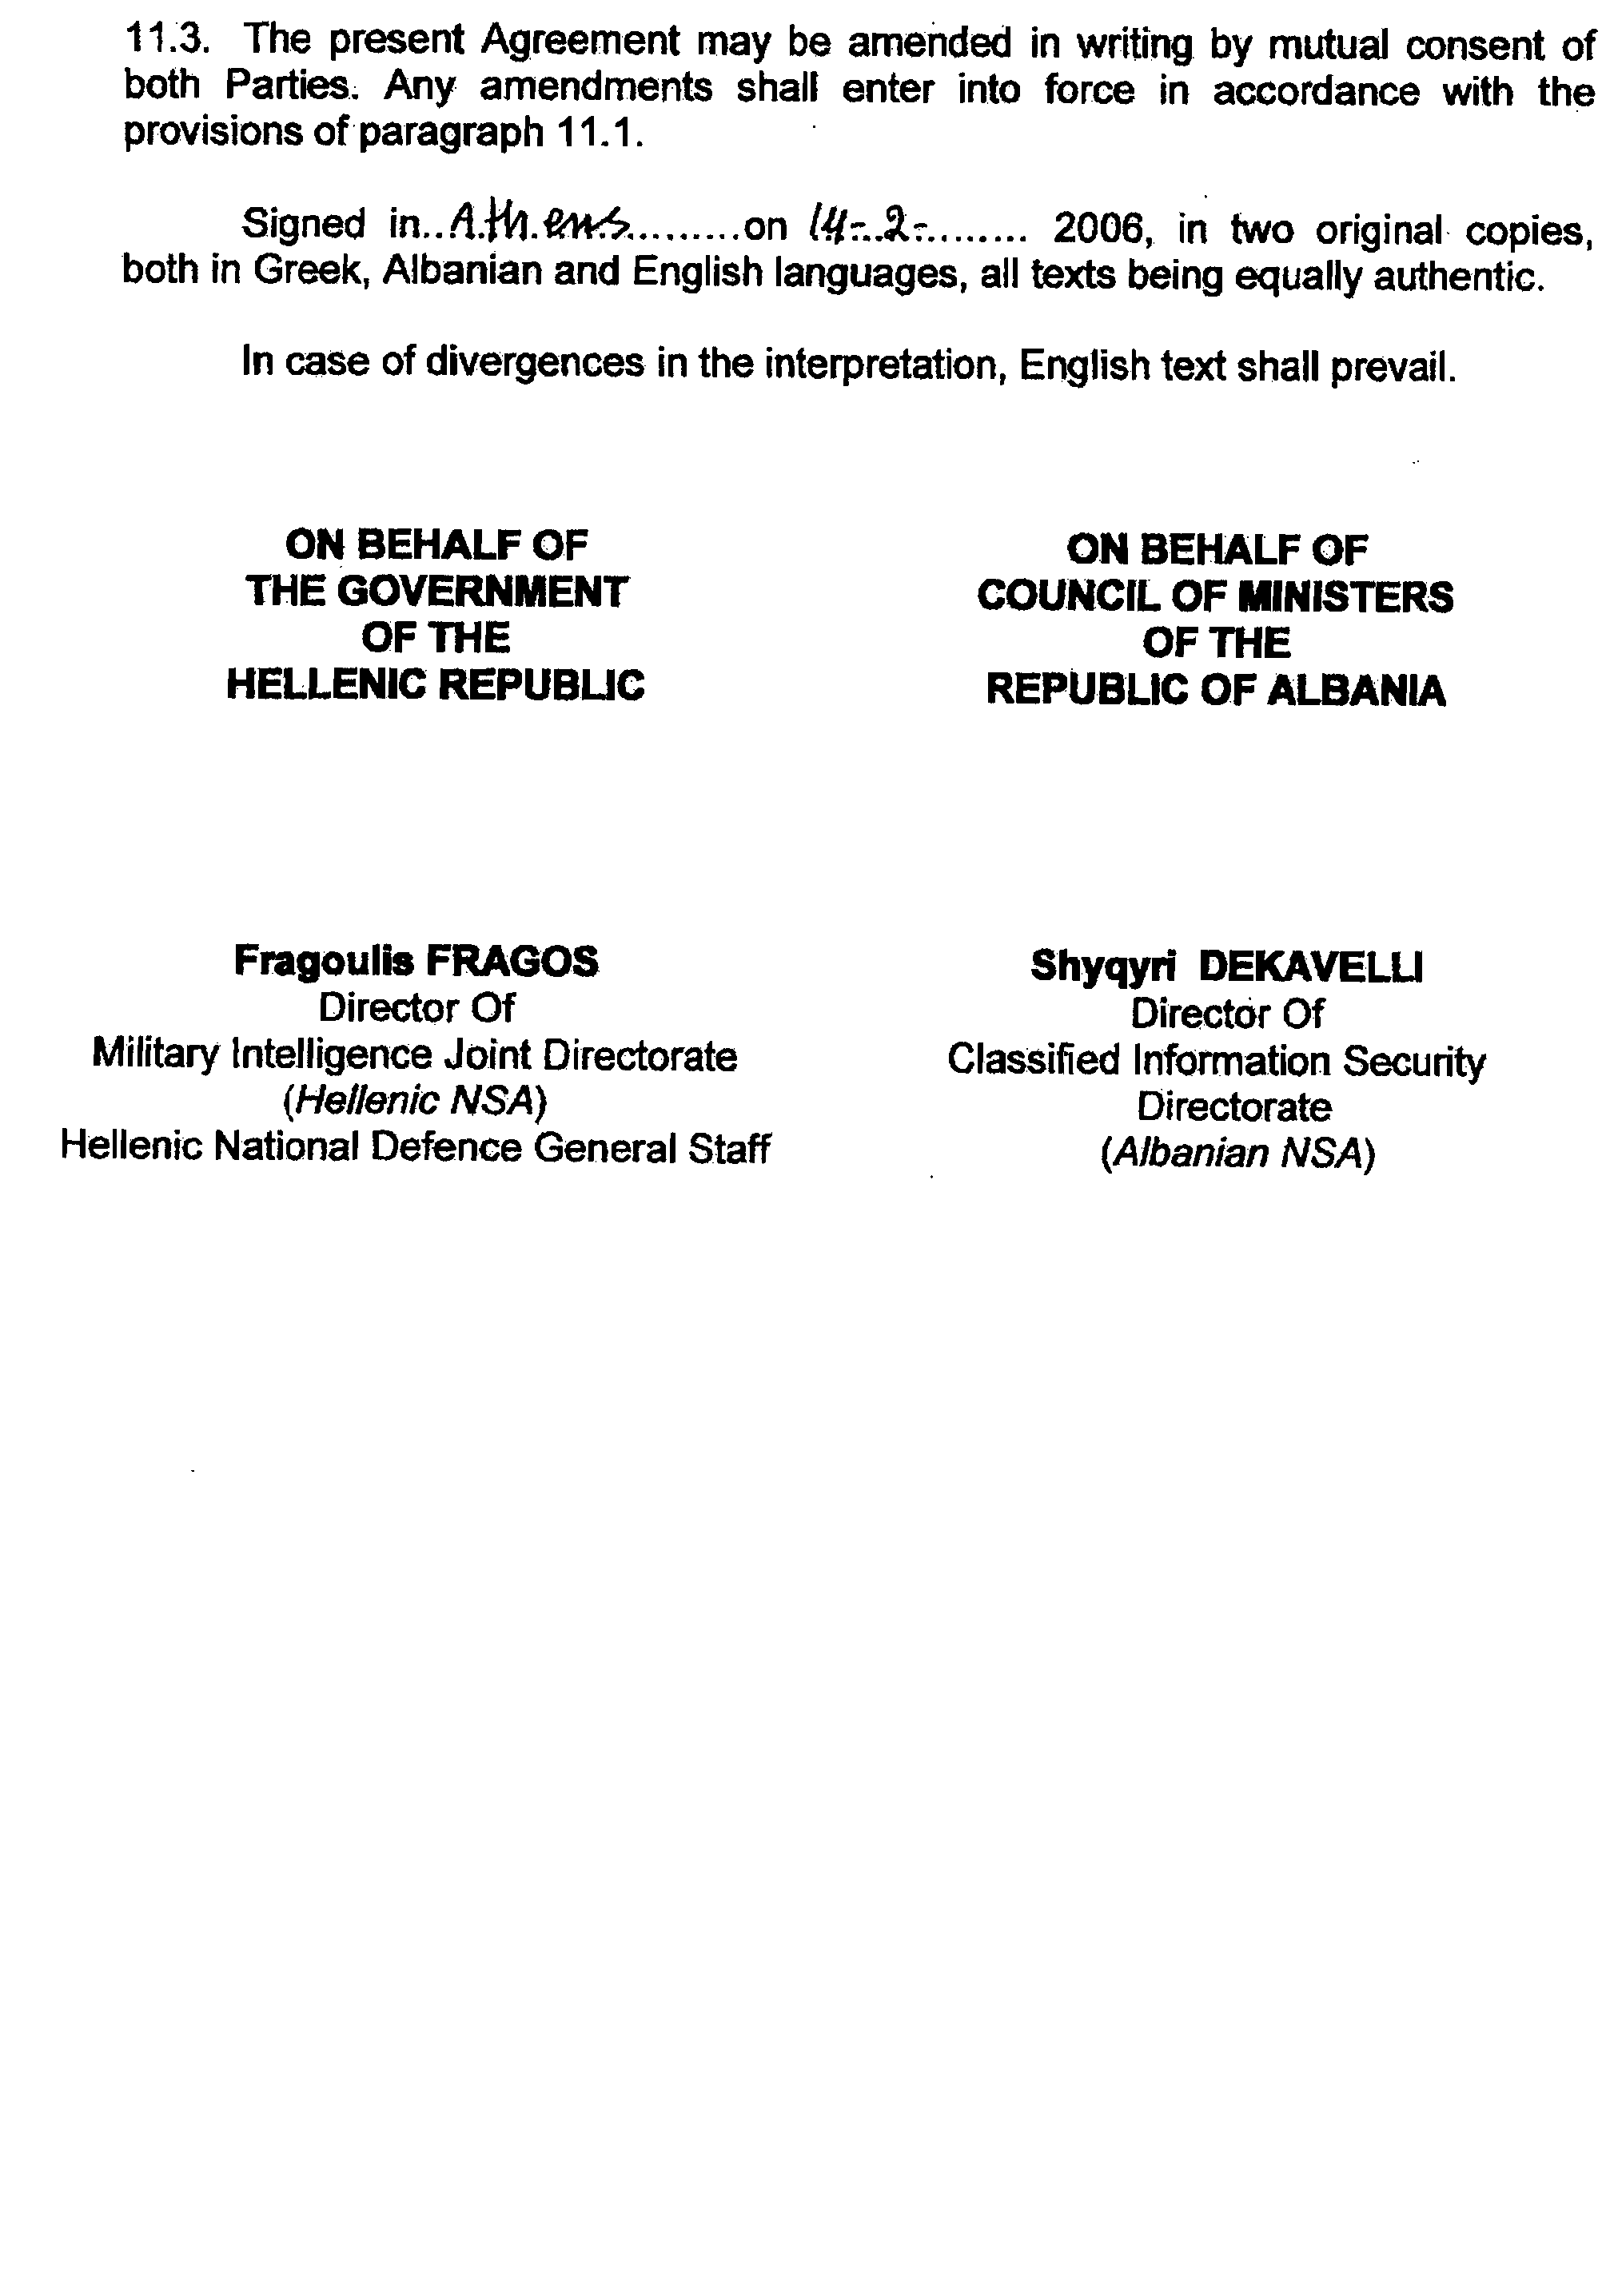 11.3. The present Agreement may be amended in writing by mutual consent of
both Parties. Any amendments shall enter into force in accordance with the
provisions of paragraph 11.1.
Signed in..Athens.........on 14-..2-........ 2006, in two original copies,
both in Greek, Albanian and English languages, all texts being equally authentic.
In case of divergences in the interpretation, English text shall prevail.
ON BEHALF OF
THE GOVERNMENT
OF THE
HELLENIC REPUBLIC
ON BEHALF OF
COUNCIL OF MINISTERS
OF THE
REPUBLIC OF ALBANIA
Fragoulis FRAGOS
Director Of
Military Intelligence Joint Directorate
(Hellenic NSA)
Hellenic National Defence General Staff
Shyqyri DEKAVELLI
Director Of
Classified Information Security
Directorate
(Albanian NSA)